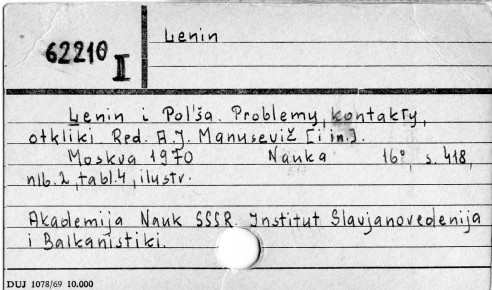 Lenin
62210 II
Lenin i Pol'ša. Problemy, kontakty,
otkliki. Red. A.J. Manusevič [i in.].
Moskva 1970 Nauka 16°, s. 418,
nlb. 2, tabl. 4, ilustr.
Akademija Nauk SSSR. Institut Slavjanovedenija
i Balkanistiki.
DUJ 1078/69 10.000